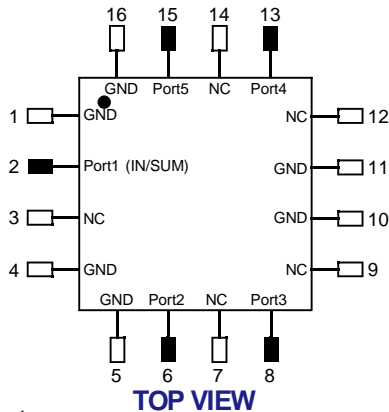 16 15 14 13
GND Port5 NC Port4
1 GND
NC 12
2 Port1 (IN/SUM)
GND 11
3 NC
GND 10
4 GND
NC 9
GND Port2 NC Port3
5 6 7 8
TOP VIEW